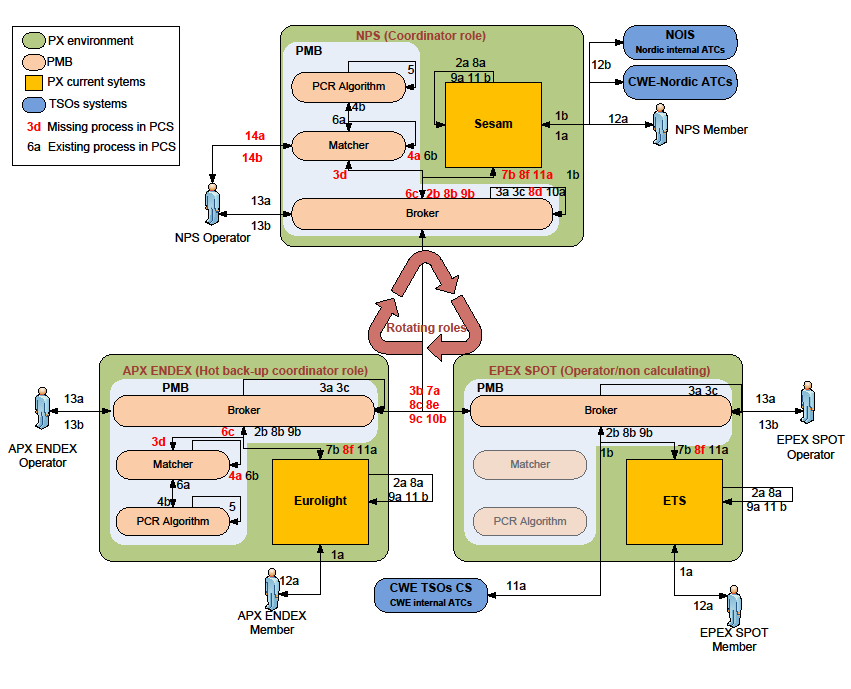 PX environment
PMB
PX current sytems
TSOs systems
3d Missing process in PCS
6a Existing process in PCS
NPS (Coordinator role)
PMB
PCR Algorithm
5
4b
6a
Matcher
4a 6b
3d
2a 8a
9a 11 b
Sesam
7b 8f 11a
1b
1a
1b
6c 2b 8b 9b
3a 3c 8d 10a
Broker
NOIS
Nordic internal ATCs
12b
CWE-Nordic ATCs
12a
NPS Member
14a
14b
13a
13b
NPS Operator
Rotating roles
APX ENDEX (Hot back-up coordinator role)
PMB
3a 3c
Broker
13a
13b
APX ENDEX
Operator
6c
2b 8b 9b
3d
Matcher
4a 6b
6a
4b
PCR Algorithm
5
7b 8f 11a
Eurolight
2a 8a
9a 11 b
1a
12a
APX ENDEX
Member
3b 7a
8c 8e
9c 10b
EPEX SPOT (Operator/non calculating)
PMB
3a 3c
Broker
13a
13b
EPEX SPOT
Operator
2b 8b 9b
1b
7b 8f 11a
Matcher
PCR Algorithm
ETS
2a 8a
9a 11 b
1a
12a
EPEX SPOT
Member
CWE TSOs CS
CWE internal ATCs
11a